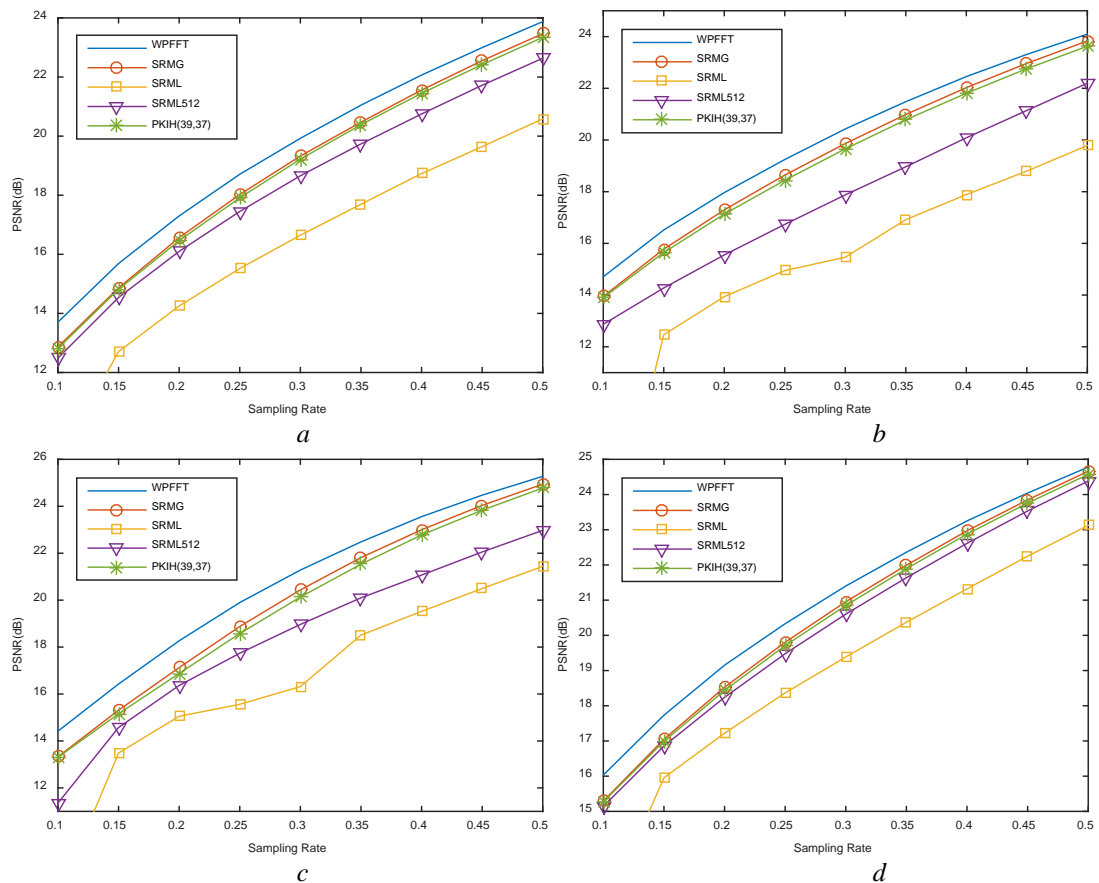 24
22
20
18
16
14
12
PSNR(dB)
WPFFT
SRMG
SRML
SRML512
PKIH(39,37)
0.1 0.15 0.2 0.25 0.3 0.35 0.4 0.45 0.5
Sampling Rate
a
24
22
20
18
16
14
12
PSNR(dB)
WPFFT
SRMG
SRML
SRML512
PKIH(39,37)
0.1 0.15 0.2 0.25 0.3 0.35 0.4 0.45 0.5
Sampling Rate
b
26
24
22
20
18
16
14
12
PSNR(dB)
WPFFT
SRMG
SRML
SRML512
PKIH(39,37)
0.1 0.15 0.2 0.25 0.3 0.35 0.4 0.45 0.5
Sampling Rate
c
25
24
23
22
21
20
19
18
17
16
15
PSNR(dB)
WPFFT
SRMG
SRML
SRML512
PKIH(39,37)
0.1 0.15 0.2 0.25 0.3 0.35 0.4 0.45 0.5
Sampling Rate
d